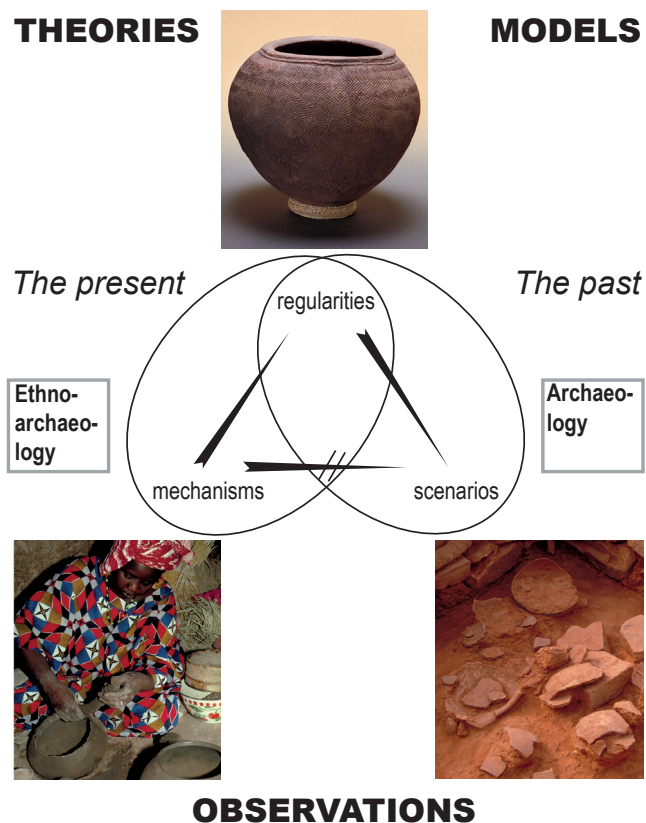 THEORIES
MODELS
The present
The past
regularities
Ethno-
archaeo-
logy
Archaeo-
logy
mechanisms
scenarios
OBSERVATIONS